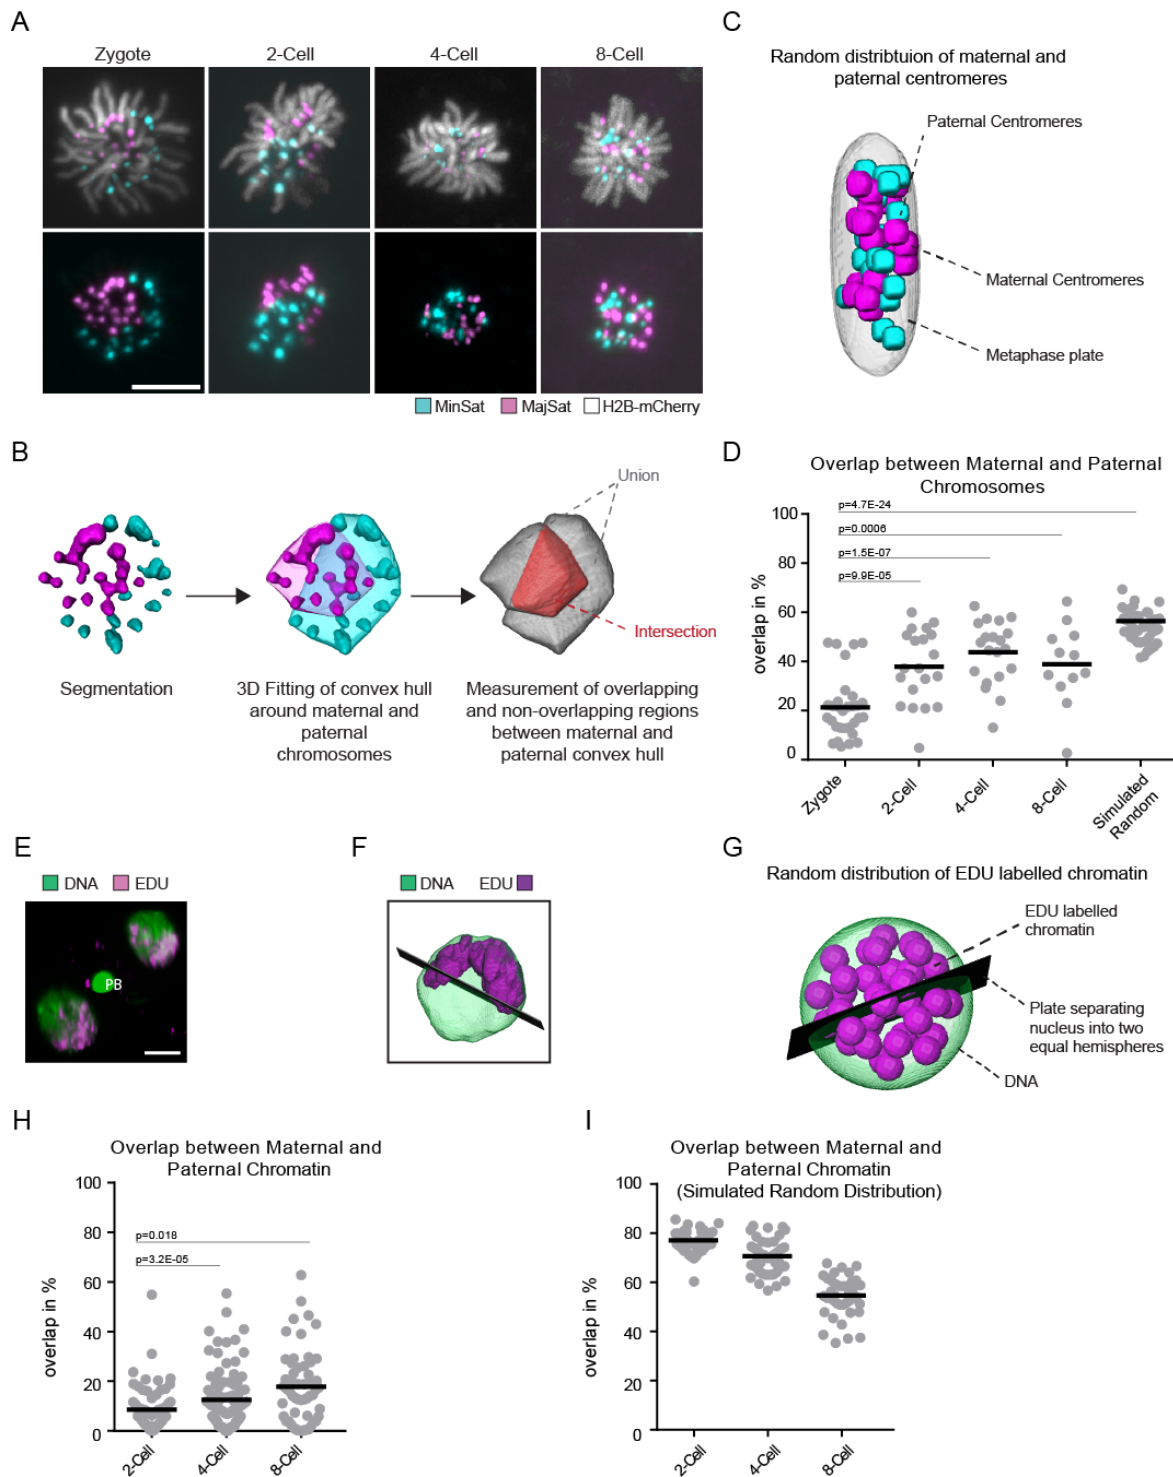 A
Zygote
2-Cell
4-Cell
8-Cell
MinSat
MajSat
H2B-mCherry
B
Segmentation
3D Fitting of convex hull
around maternal and
paternal
chromosomes
Union
Intersection
Measurement of overlapping
and non-overlapping regions
between maternal and
paternal convex hull
C
Random distribtuion of maternal and
paternal centromeres
Paternal Centromeres
Maternal Centromeres
Metaphase plate
D
Overlap between Maternal and Paternal
Chromosomes
overlap in %
100
80
60
40
20
0
p=4.7E-24
p=0.0006
p=1.5E-07
p=9.9E-05
Zygote
2-Cell
4-Cell
8-Cell
Simulated
Random
E
DNA
EDU
PB
F
DNA
EDU
G
Random distribution of EDU labelled chromatin
EDU labelled
chromatin
Plate separating
nucleus into two
equal hemispheres
DNA
H
Overlap between Maternal and
Paternal Chromatin
overlap in %
100
80
60
40
20
0
p=0.018
p=3.2E-05
2-Cell
4-Cell
8-Cell
I
Overlap between Maternal and
Paternal Chromatin
(Simulated Random Distribution)
overlap in %
100
80
60
40
20
0
2-Cell
4-Cell
8-Cell